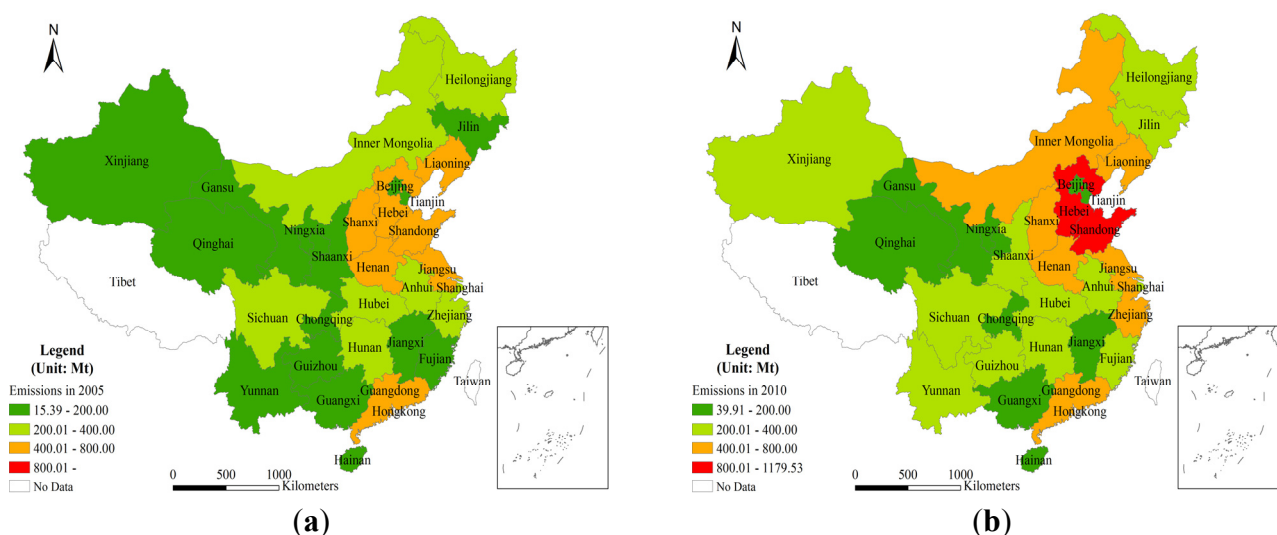 N
Heilongjiang
Jilin
Inner Mongolia
Liaoning
Xinjiang
Gansu
Beijing
Tianjin
Hebei
Shanxi
Shandong
Ningxia
Qinghai
Shaanxi
Henan
Jiangsu
Tibet
Anhui
Shanghai
Hubei
Sichuan
Chongqing
Zhejiang
Hunan
Jiangxi
Guizhou
Fujian
Yunnan
Guangxi
Guangdong
Hongkong
Taiwan
Hainan
Legend
(Unit: Mt)
Emissions in 2005
15.39 - 200.00
200.01 - 400.00
400.01 - 800.00
800.01 -
No Data
0 500 1000
Kilometers
(a)
N
Heilongjiang
Jilin
Inner Mongolia
Liaoning
Xinjiang
Gansu
Beijing
Tianjin
Hebei
Shanxi
Shandong
Ningxia
Qinghai
Shaanxi
Henan
Jiangsu
Tibet
Anhui
Shanghai
Hubei
Sichuan
Chongqing
Zhejiang
Hunan
Jiangxi
Guizhou
Fujian
Yunnan
Guangxi
Guangdong
Hongkong
Taiwan
Hainan
Legend
(Unit: Mt)
Emissions in 2010
39.91 - 200.00
200.01 - 400.00
400.01 - 800.00
800.01 - 1179.53
No Data
0 500 1000
Kilometers
(b)